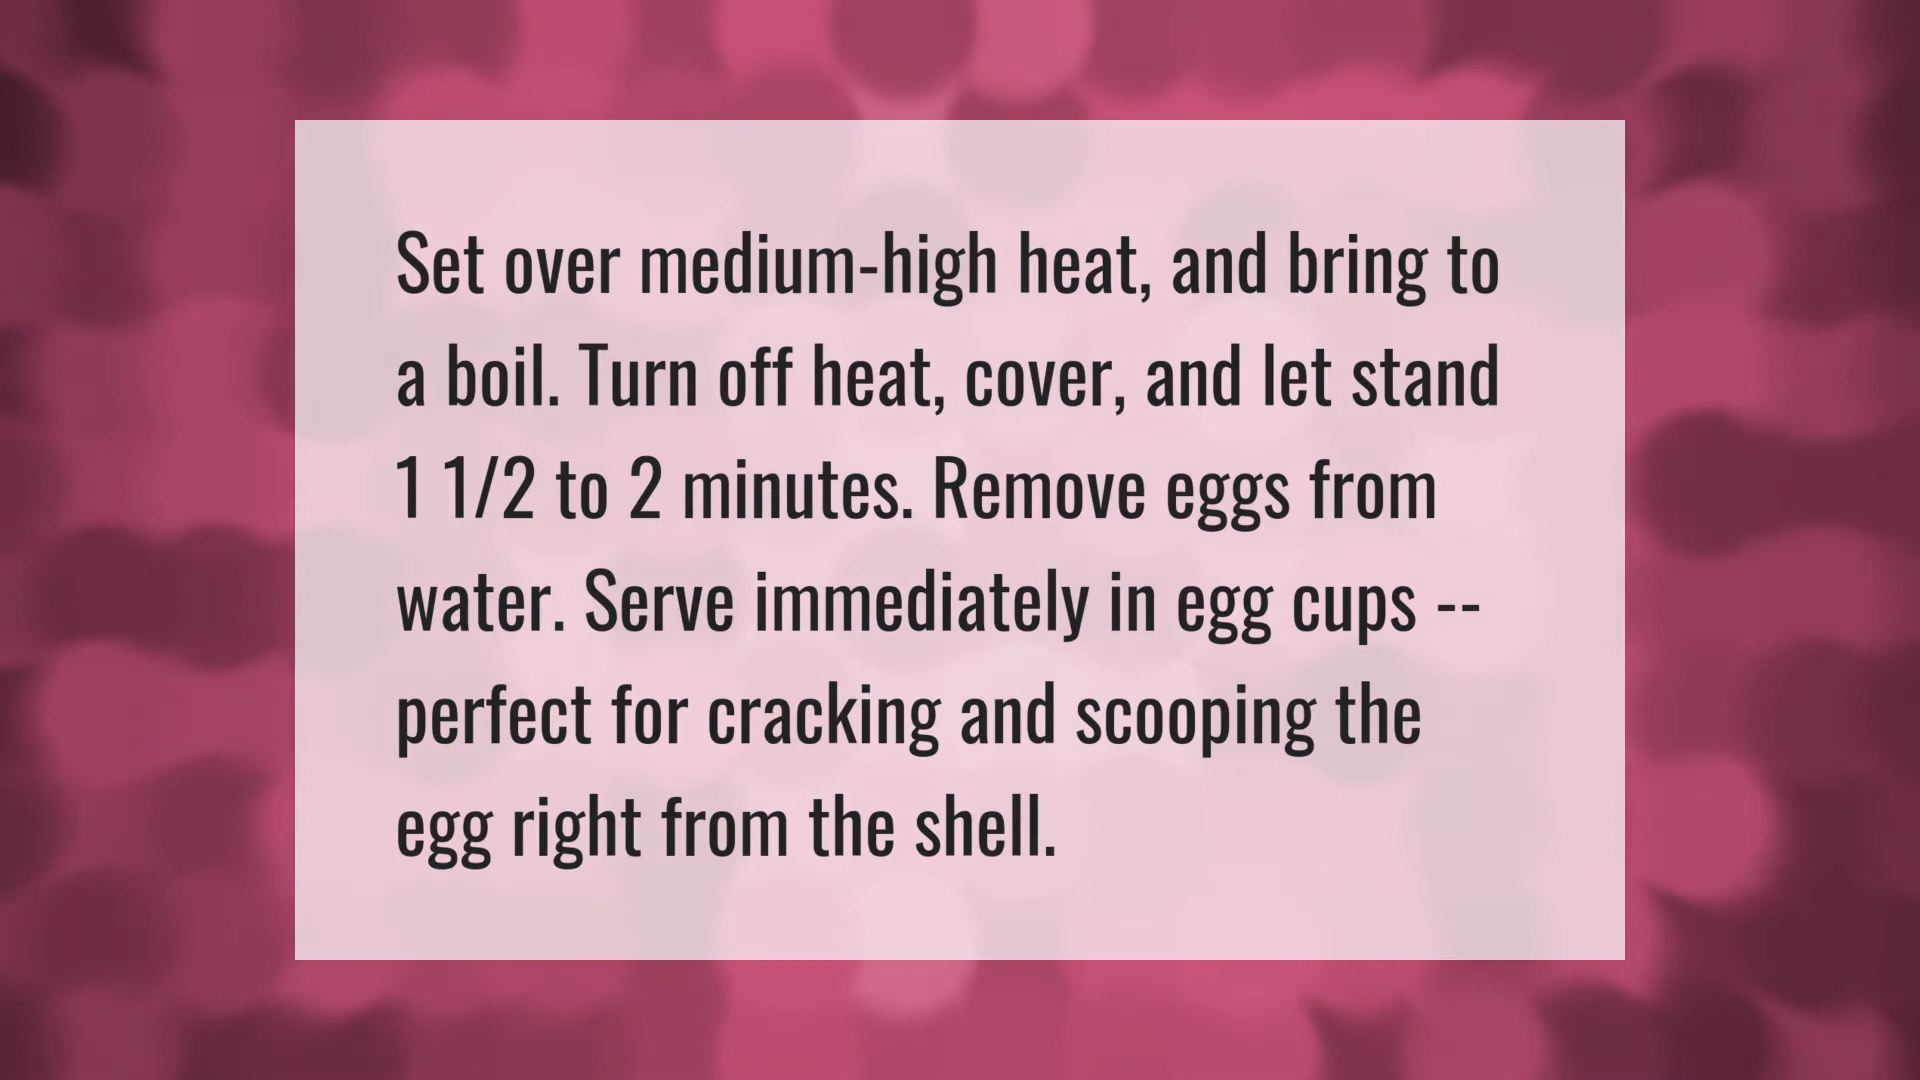 Set over medium-high heat, and bring to
a boil. Turn off heat, cover, and let stand
1 1/2 to 2 minutes. Remove eggs from
water. Serve immediately in egg cups --
perfect for cracking and scooping the
egg right from the shell.